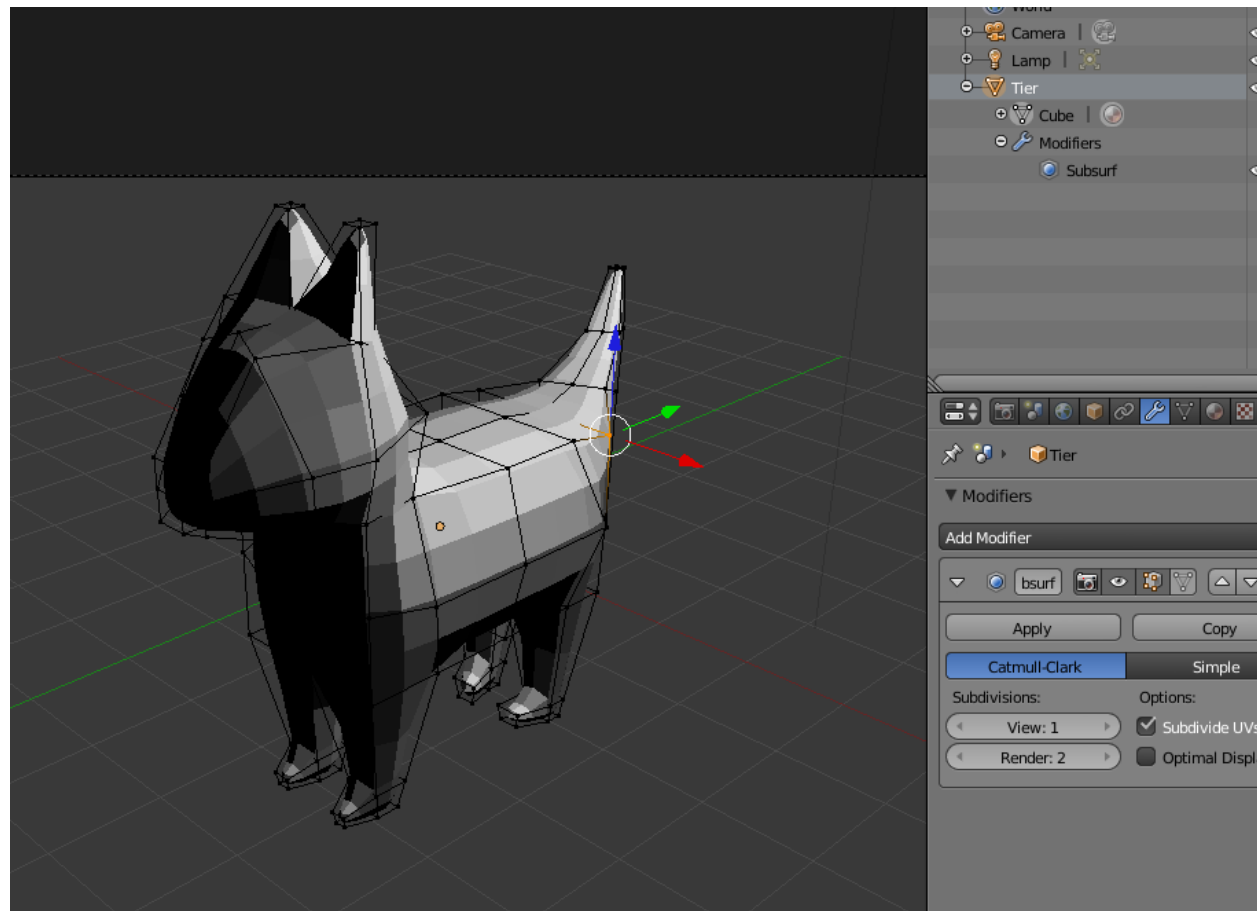 World
Camera
Lamp
Tier
Cube
Modifiers
Subsurf
Tier
Modifiers
Add Modifier
bsurf
Apply Copy
Catmull-Clark Simple
Subdivisions: Options:
View: 1 Subdivide UVs
Render: 2 Optimal Displ